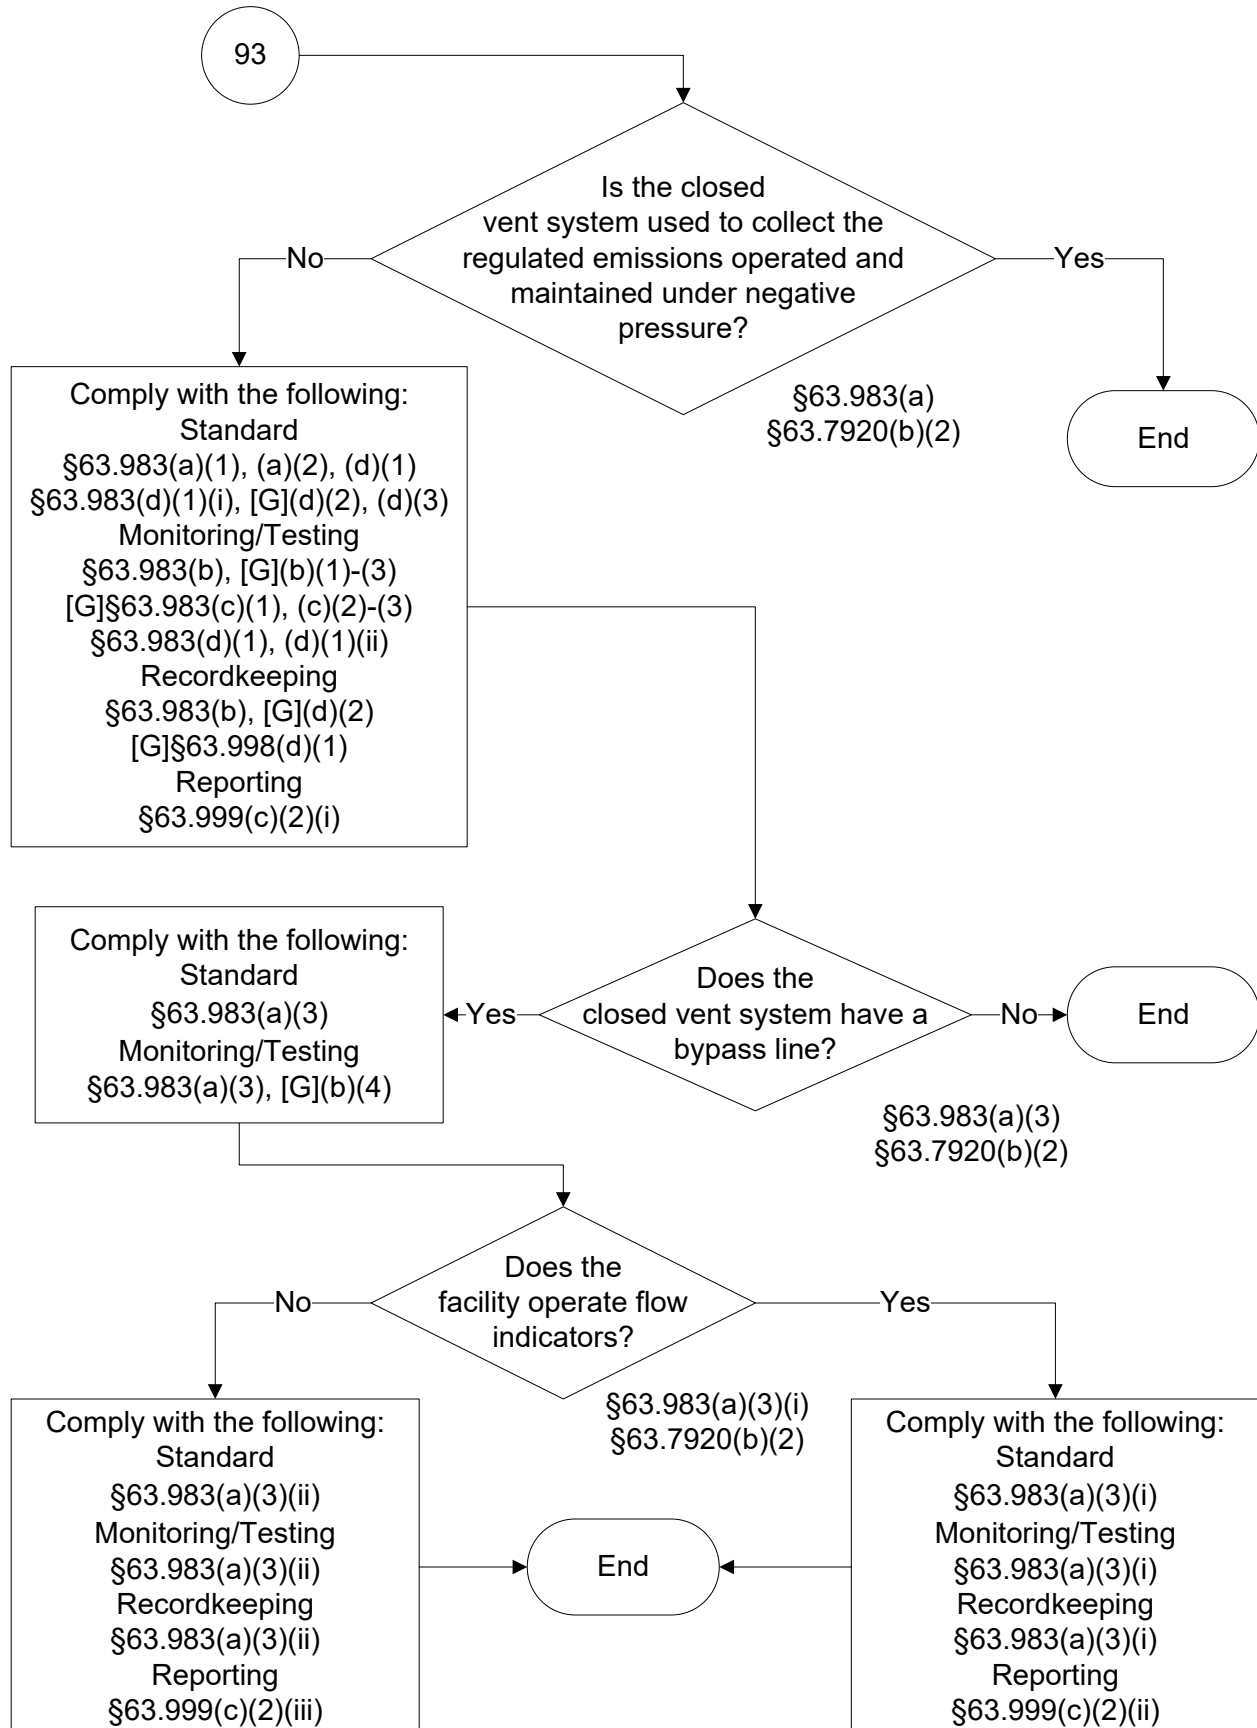 93
Is the closed
vent system used to collect the
regulated emissions operated and
maintained under negative
pressure?
No
Yes
§63.983(a)
§63.7920(b)(2)
End
Comply with the following:
Standard
§63.983(a)(1), (a)(2), (d)(1)
§63.983(d)(1)(i), [G](d)(2), (d)(3)
Monitoring/Testing
§63.983(b), [G](b)(1)-(3)
[G]§63.983(c)(1), (c)(2)-(3)
§63.983(d)(1), (d)(1)(ii)
Recordkeeping
§63.983(b), [G](d)(2)
[G]§63.998(d)(1)
Reporting
§63.999(c)(2)(i)
Does the
closed vent system have a
bypass line?
Yes
No
End
§63.983(a)(3)
§63.7920(b)(2)
Comply with the following:
Standard
§63.983(a)(3)
Monitoring/Testing
§63.983(a)(3), [G](b)(4)
Does the
facility operate flow
indicators?
No
Yes
§63.983(a)(3)(i)
§63.7920(b)(2)
Comply with the following:
Standard
§63.983(a)(3)(ii)
Monitoring/Testing
§63.983(a)(3)(ii)
Recordkeeping
§63.983(a)(3)(ii)
Reporting
§63.999(c)(2)(iii)
End
Comply with the following:
Standard
§63.983(a)(3)(i)
Monitoring/Testing
§63.983(a)(3)(i)
Recordkeeping
§63.983(a)(3)(i)
Reporting
§63.999(c)(2)(ii)